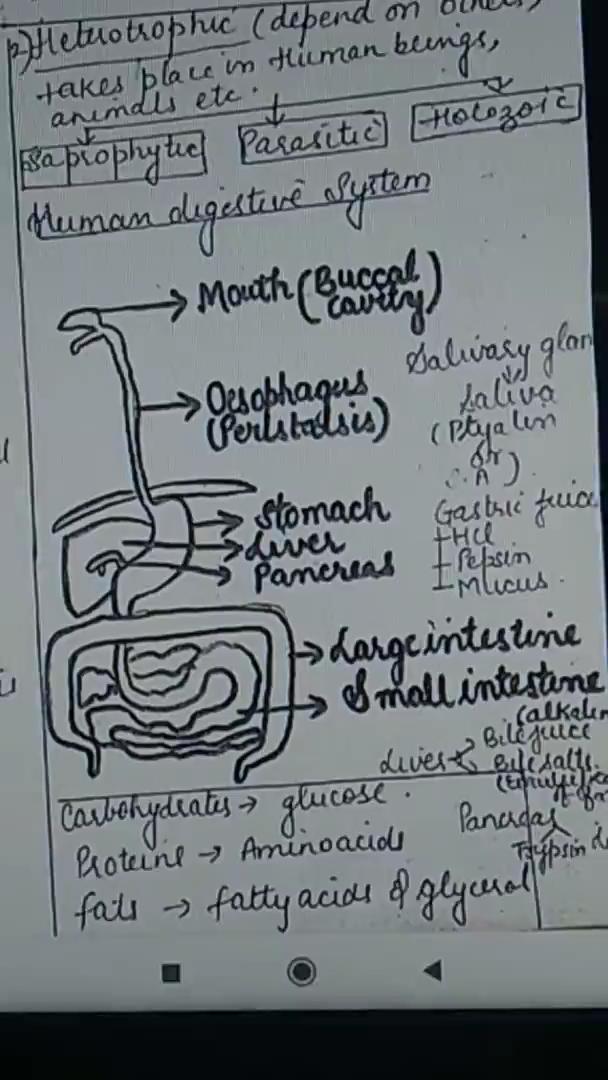 2) Heterotrophic (depend on others)
takes place in Human beings,
animals etc.
Saprophytic
Parasitic
Holozoic
Human digestive System
Mouth (Buccal
cavity)
Salivary glan
Oesophagus
(Peristalsis)
Saliva
(Ptyalin
or
S.A)
Stomach
Liver
Pancreas
Gastric juice
HCl
Pepsin
Mucus
Large intestine
Small intestine
(alkalin
Liver
Bile juice
Bile salts
Carbohydrates → glucose.
Proteins → Aminoacids
fats → fatty acids & glycerol
Pancreas
Trypsin